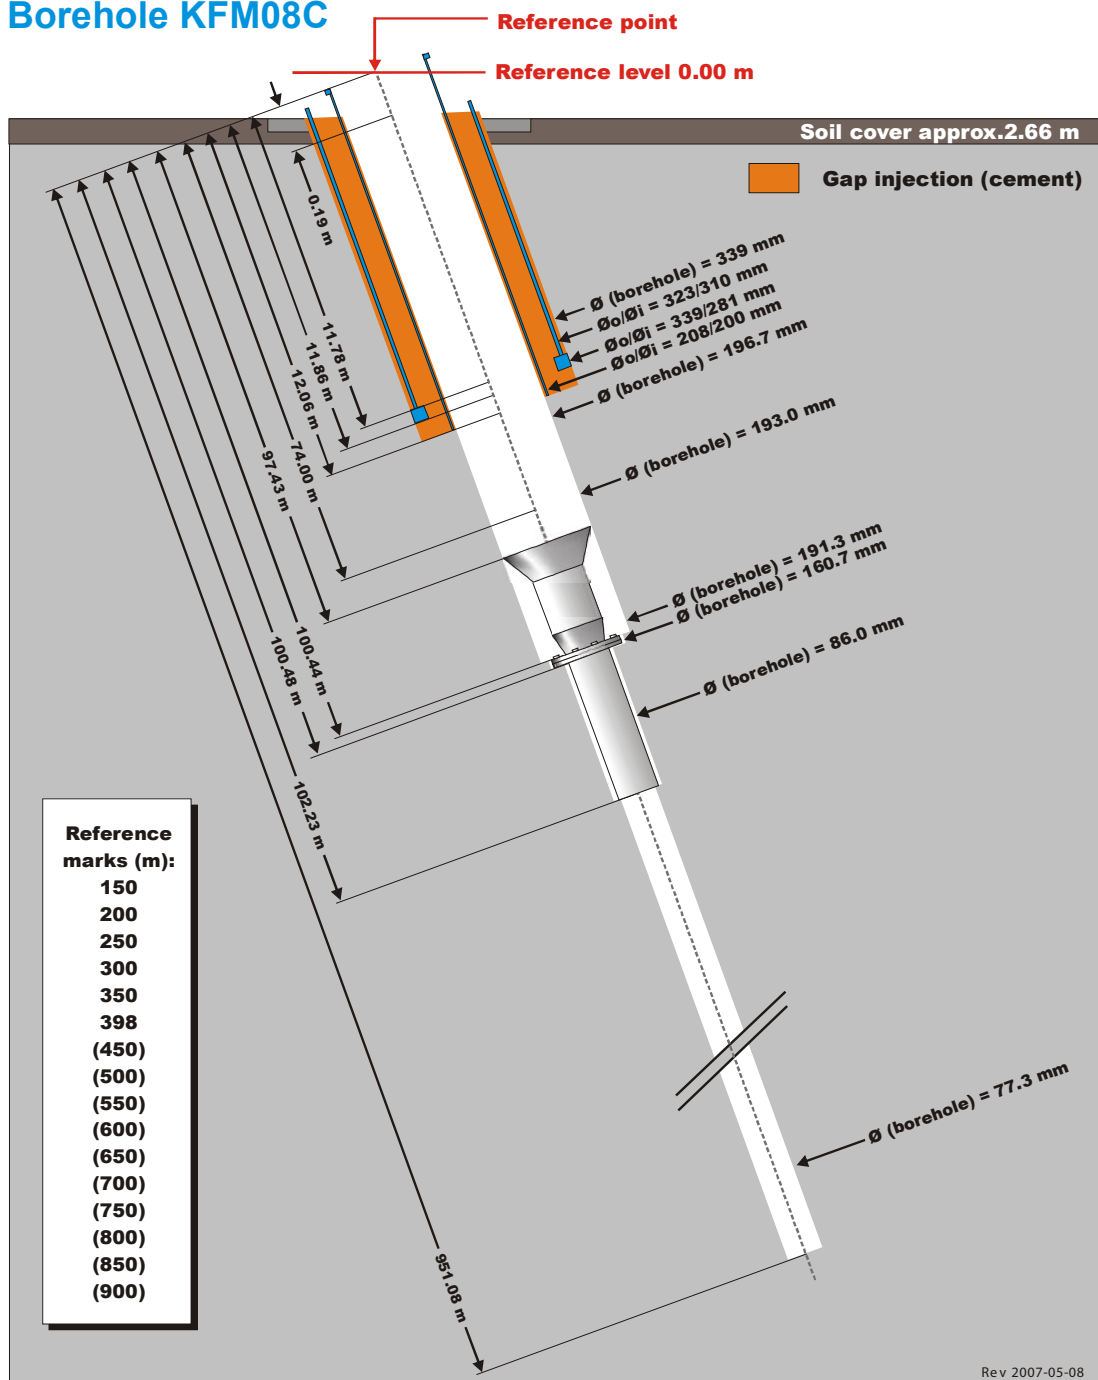 Borehole KFM08C
Reference point
Reference level 0.00 m
Soil cover approx.2.66 m
Gap injection (cement)
0.19 m
11.78 m
11.86 m
12.06 m
74.00 m
97.43 m
100.44 m
100.48 m
102.23 m
951.08 m
Ø (borehole) = 339 mm
Øo/Øi = 323/310 mm
Øo/Øi = 339/281 mm
Øo/Øi = 208/200 mm
Ø (borehole) = 196.7 mm
Ø (borehole) = 193.0 mm
Ø (borehole) = 191.3 mm
Ø (borehole) = 160.7 mm
Ø (borehole) = 86.0 mm
Ø (borehole) = 77.3 mm
Reference
marks (m):
150
200
250
300
350
398
(450)
(500)
(550)
(600)
(650)
(700)
(750)
(800)
(850)
(900)
Rev 2007-05-08